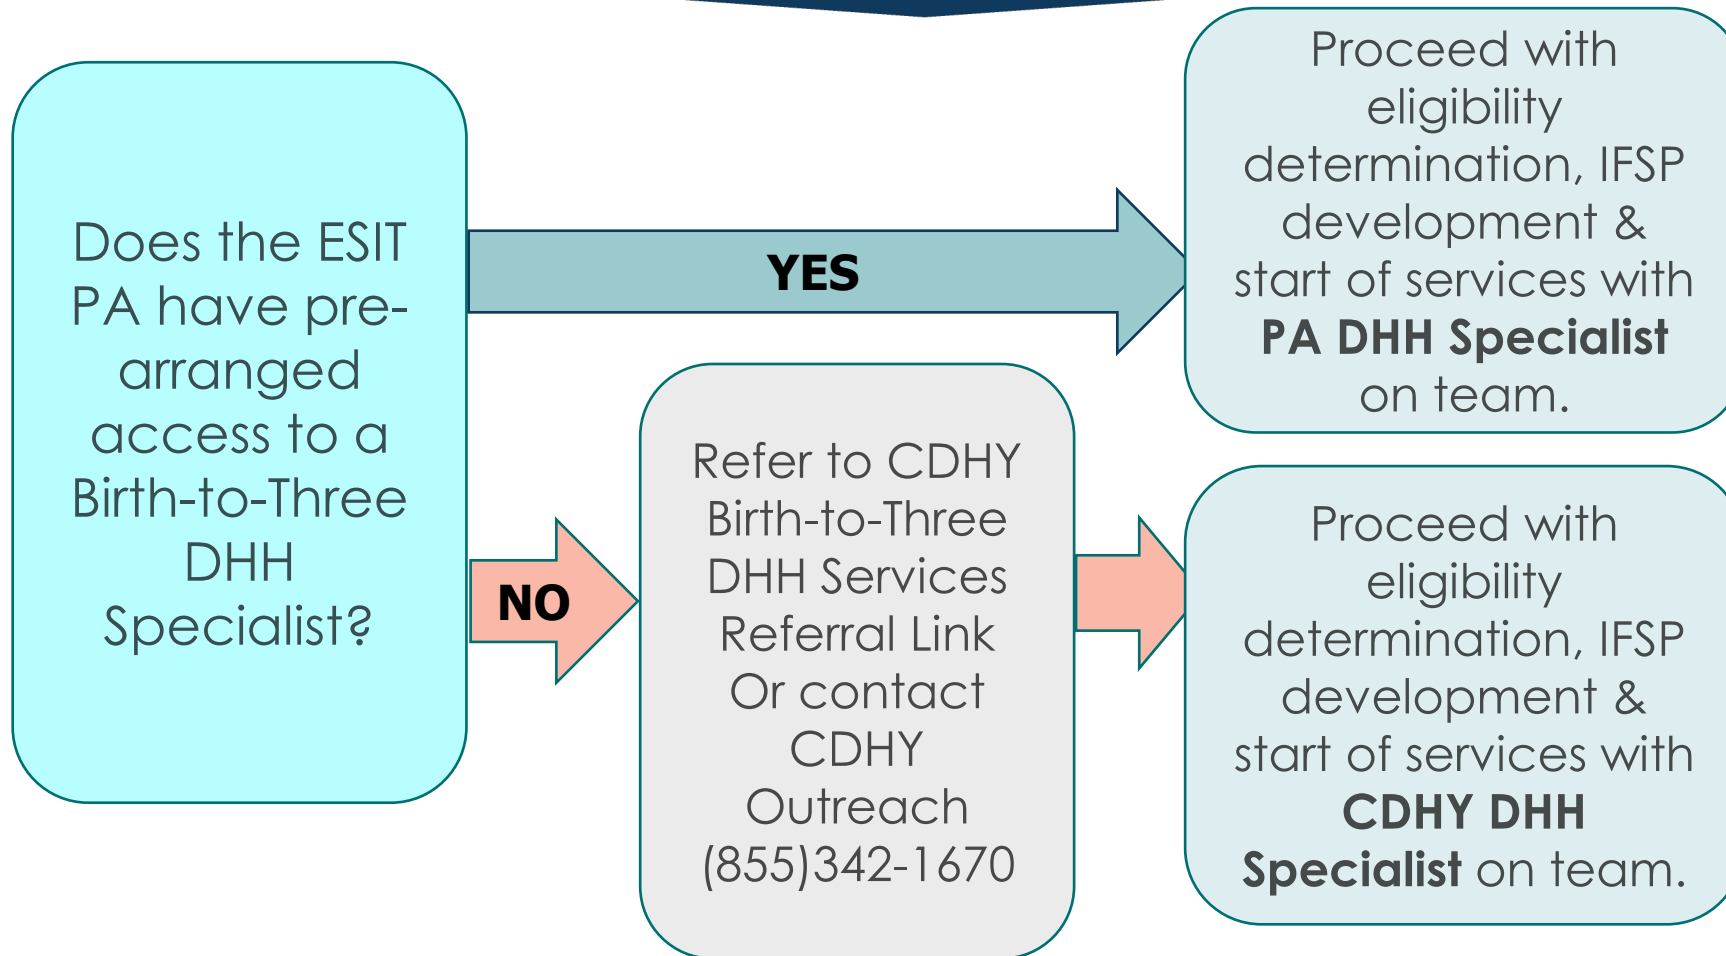 Does the ESIT
PA have pre-
arranged
access to a
Birth-to-Three
DHH
Specialist?
YES
Proceed with
eligibility
determination, IFSP
development &
start of services with
PA DHH Specialist
on team.
NO
Refer to CDHY
Birth-to-Three
DHH Services
Referral Link
Or contact
CDHY
Outreach
(855)342-1670
Proceed with
eligibility
determination, IFSP
development &
start of services with
CDHY DHH
Specialist on team.